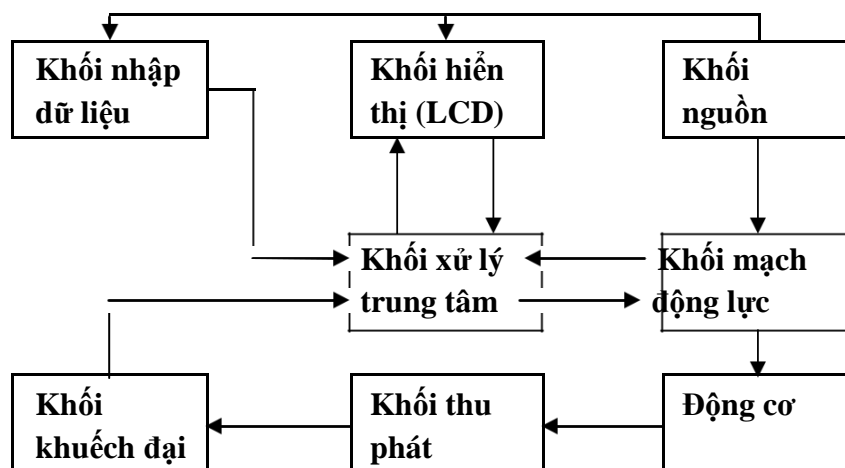 Khối nhập
dữ liệu
Khối hiển
thị (LCD)
Khối
nguồn
Khối xử lý
trung tâm
Khối mạch
động lực
Khối
khuếch đại
Khối thu
phát
Động cơ